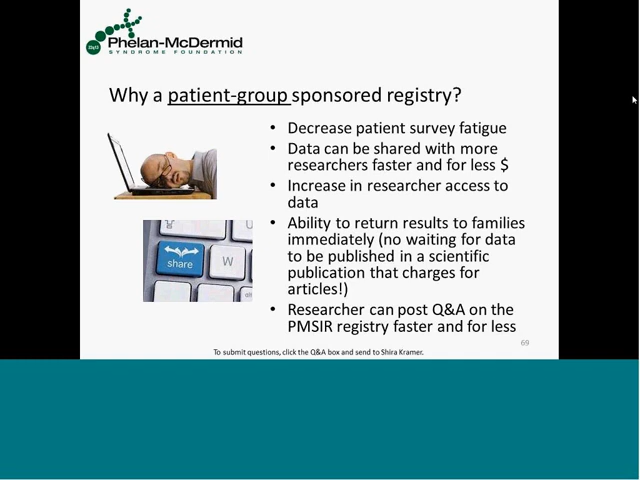 22q13
Phelan-McDermid
SYNDROME FOUNDATION
Why a patient-group sponsored registry?
• Decrease patient survey fatigue
• Data can be shared with more
researchers faster and for less $
• Increase in researcher access to
data
• Ability to return results to families
immediately (no waiting for data
to be published in a scientific
publication that charges for
articles!)
• Researcher can post Q&A on the
PMSIR registry faster and for less
share
W
69
To submit questions, click the Q&A box and send to Shira Kramer.